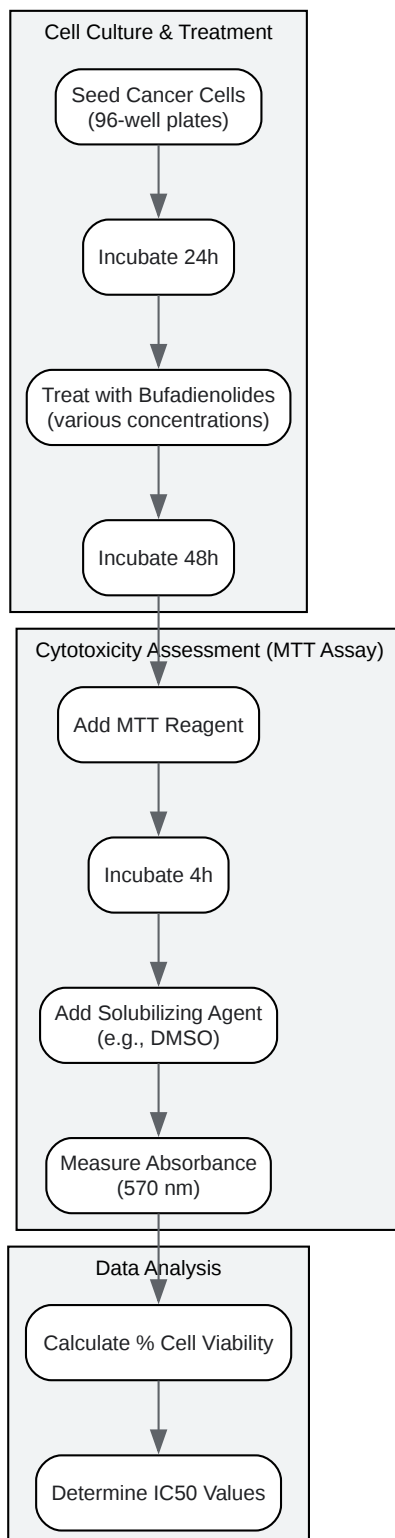 Cell Culture & Treatment
Seed Cancer Cells
(96-well plates)
Incubate 24h
Treat with Bufadienolides
(various concentrations)
Incubate 48h
Cytotoxicity Assessment (MTT Assay)
Add MTT Reagent
Incubate 4h
Add Solubilizing Agent
(e.g., DMSO)
Measure Absorbance
(570 nm)
Data Analysis
Calculate % Cell Viability
Determine IC50 Values